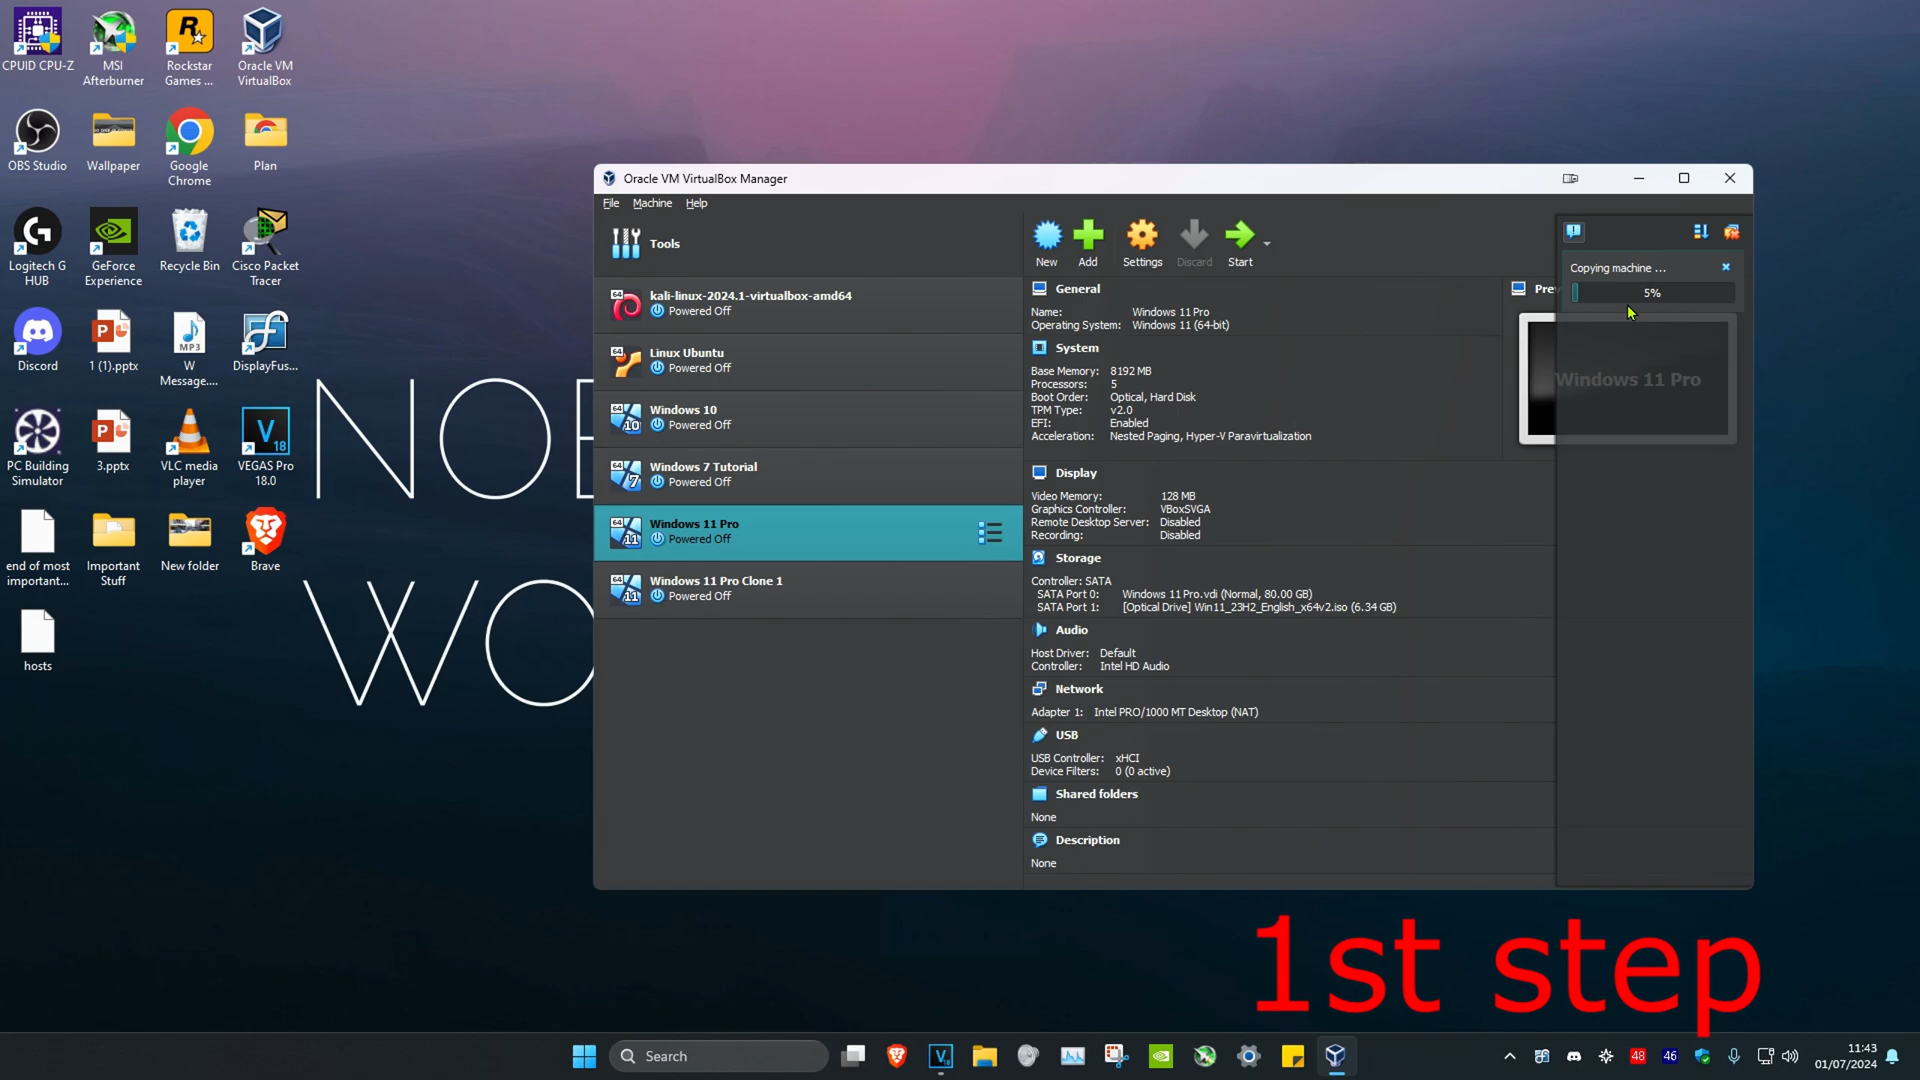 CPUID CPU-Z
MSI
Afterburner
Rockstar
Games ...
Oracle VM
VirtualBox
OBS Studio
Wallpaper
Google
Chrome
Plan
Logitech G
HUB
GeForce
Experience
Recycle Bin
Cisco Packet
Tracer
Discord
1 (1).pptx
W
Message....
DisplayFus...
PC Building
Simulator
3.pptx
VLC media
player
VEGAS Pro
18.0
end of most
important...
Important
Stuff
New folder
Brave
hosts
NOB
WO
Oracle VM VirtualBox Manager
File Machine Help
Tools
kali-linux-2024.1-virtualbox-amd64
Powered Off
Linux Ubuntu
Powered Off
Windows 10
Powered Off
Windows 7 Tutorial
Powered Off
Windows 11 Pro
Powered Off
Windows 11 Pro Clone 1
Powered Off
New Add Settings Discard Start
General
Name: Windows 11 Pro
Operating System: Windows 11 (64-bit)
System
Base Memory: 8192 MB
Processors: 5
Boot Order: Optical, Hard Disk
TPM Type: v2.0
EFI: Enabled
Acceleration: Nested Paging, Hyper-V Paravirtualization
Display
Video Memory: 128 MB
Graphics Controller: VBoxSVGA
Remote Desktop Server: Disabled
Recording: Disabled
Storage
Controller: SATA
SATA Port 0: Windows 11 Pro.vdi (Normal, 80.00 GB)
SATA Port 1: [Optical Drive] Win11_23H2_English_x64v2.iso (6.34 GB)
Audio
Host Driver: Default
Controller: Intel HD Audio
Network
Adapter 1: Intel PRO/1000 MT Desktop (NAT)
USB
USB Controller: xHCI
Device Filters: 0 (0 active)
Shared folders
None
Description
None
Prev
Copying machine ...
5%
Windows 11 Pro
1st step
Search
48
46
11:43
01/07/2024